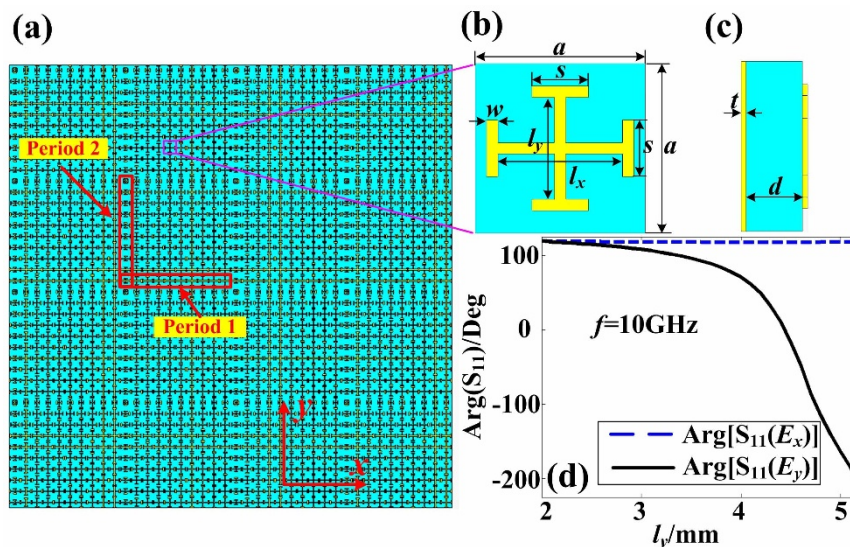 (a)
Period 2
Period 1
y
x
(b)
a
s
w
l_y
l_x
s
a
(c)
t
d
Arg(S₁₁)/Deg
100
0
-100
-200
f=10GHz
Arg[S₁₁(Eₓ)]
Arg[S₁₁(E_y)]
(d)
2
3
4
5
l_y/mm